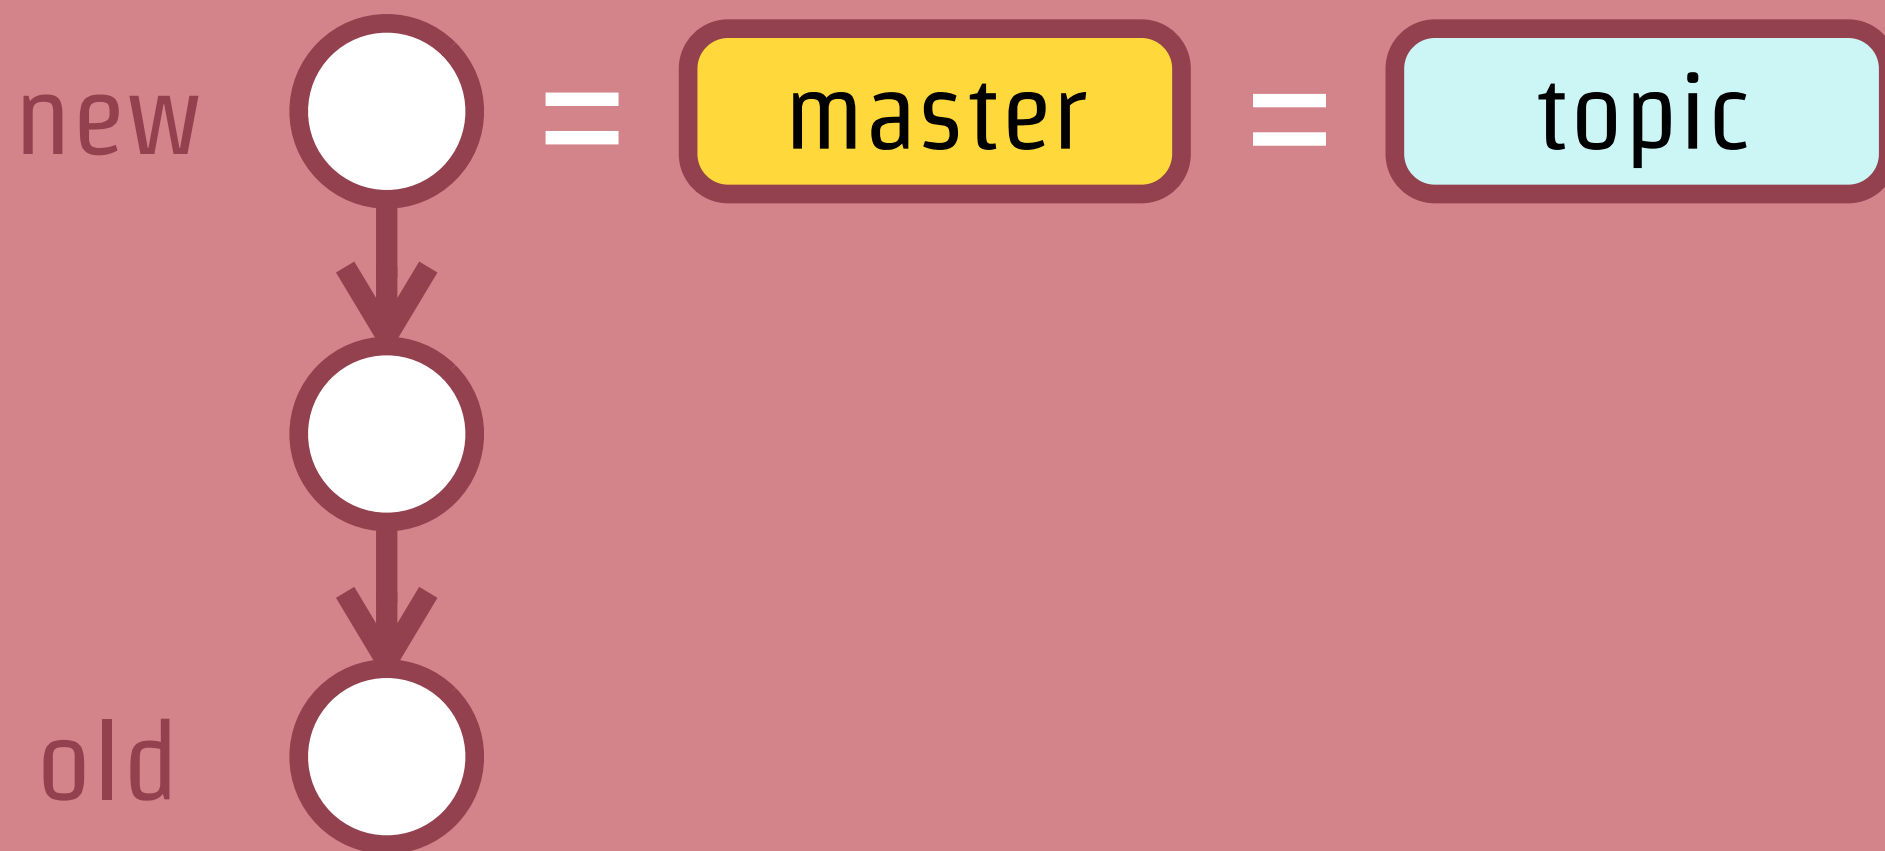 new = master = topic
old